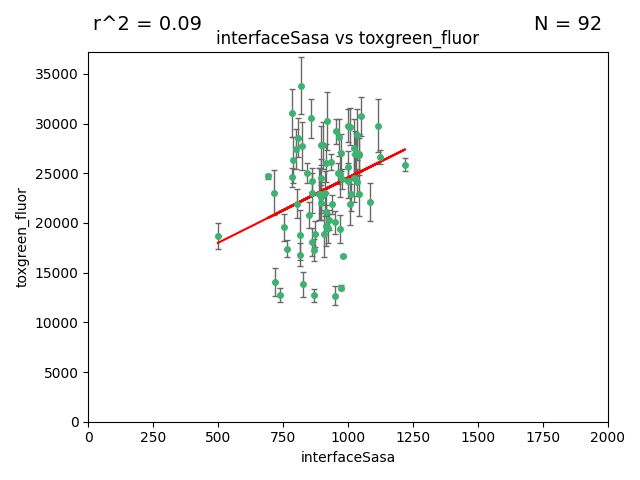 r^2 = 0.09
N = 92
interfaceSasa vs toxgreen_fluor
35000
30000
25000
20000
15000
10000
5000
0
toxgreen_fluor
0 250 500 750 1000 1250 1500 1750 2000
interfaceSasa